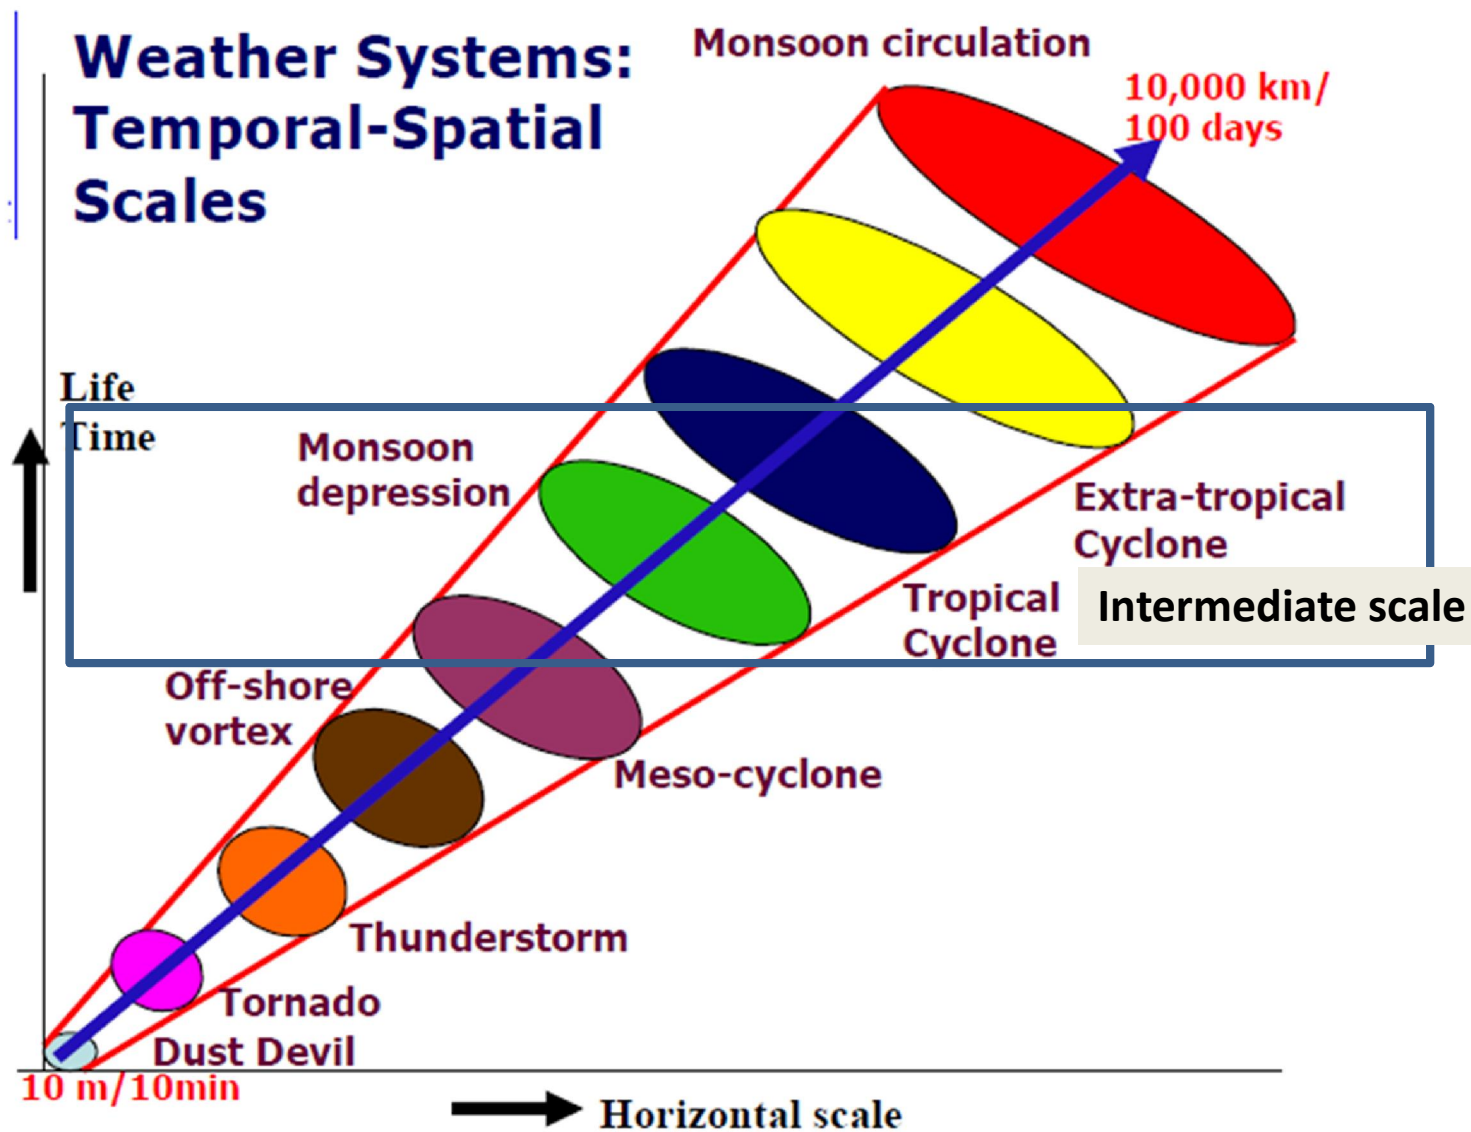 Weather Systems:
Temporal-Spatial
Scales
Monsoon circulation
10,000 km/
100 days
Life
Time
Monsoon
depression
Extra-tropical
Cyclone
Intermediate scale
Tropical
Cyclone
Off-shore
vortex
Meso-cyclone
Thunderstorm
Tornado
Dust Devil
10 m/10min
Horizontal scale